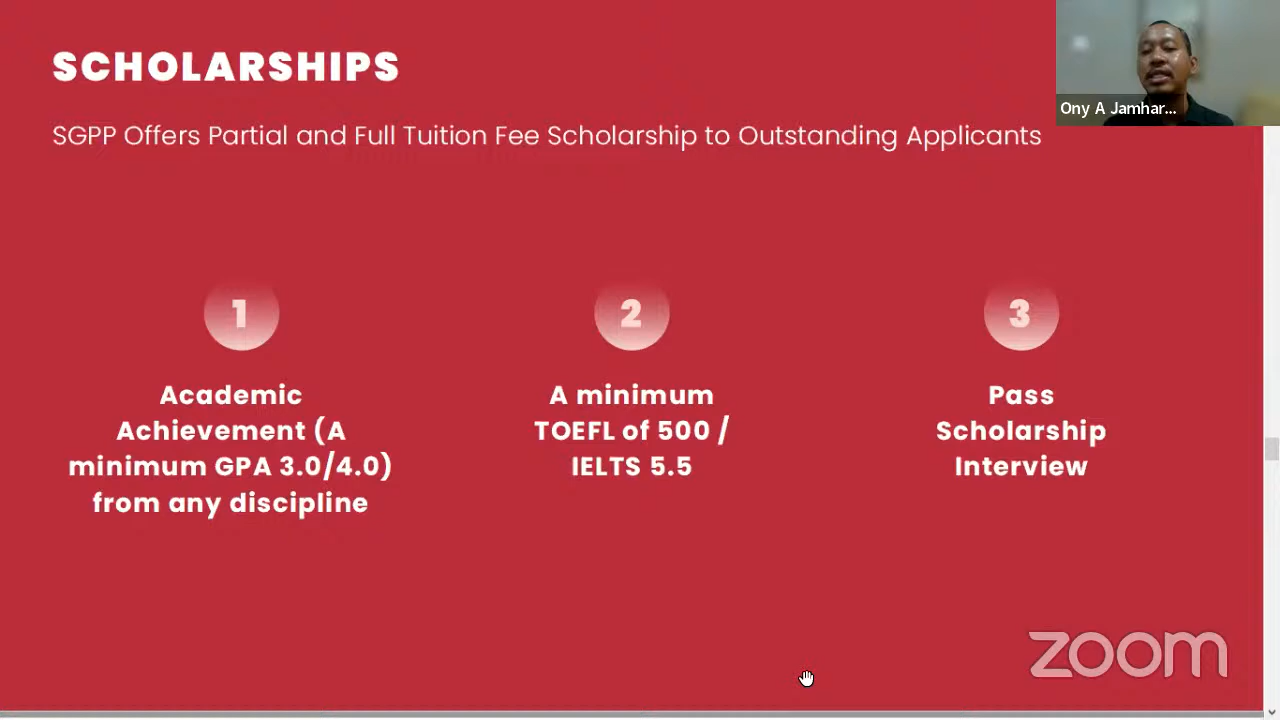 SCHOLARSHIPS
SGPP Offers Partial and Full Tuition Fee Scholarship to Outstanding Applicants
Ony A Jamhar...
1
Academic
Achievement (A
minimum GPA 3.0/4.0)
from any discipline
2
A minimum
TOEFL of 500 /
IELTS 5.5
3
Pass
Scholarship
Interview
zoom